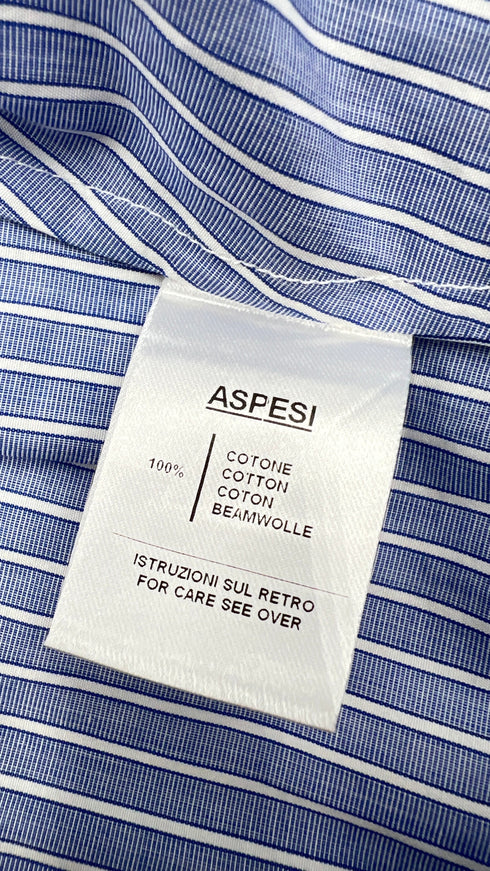 ASPESI
100%
COTONE
COTTON
COTON
BEAMWOLLE
ISTRUZIONI SUL RETRO
FOR CARE SEE OVER